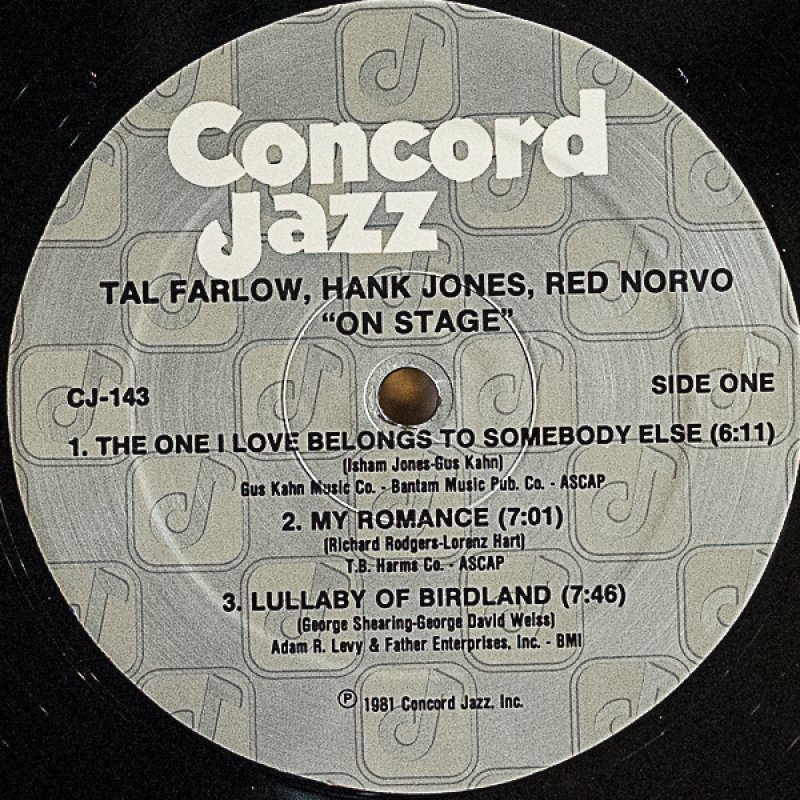 Concord
Jazz
TAL FARLOW, HANK JONES, RED NORVO
"ON STAGE"
CJ-143
SIDE ONE
1. THE ONE I LOVE BELONGS TO SOMEBODY ELSE (6:11)
(Isham Jones-Gus Kahn)
Gus Kahn Music Co. - Bantam Music Pub. Co. - ASCAP
2. MY ROMANCE (7:01)
(Richard Rodgers-Lorenz Hart)
T.B. Harms Co. - ASCAP
3. LULLABY OF BIRDLAND (7:46)
(George Shearing-George David Weiss)
Adam R. Levy & Father Enterprises, Inc. - BMI
℗ 1981 Concord Jazz, Inc.